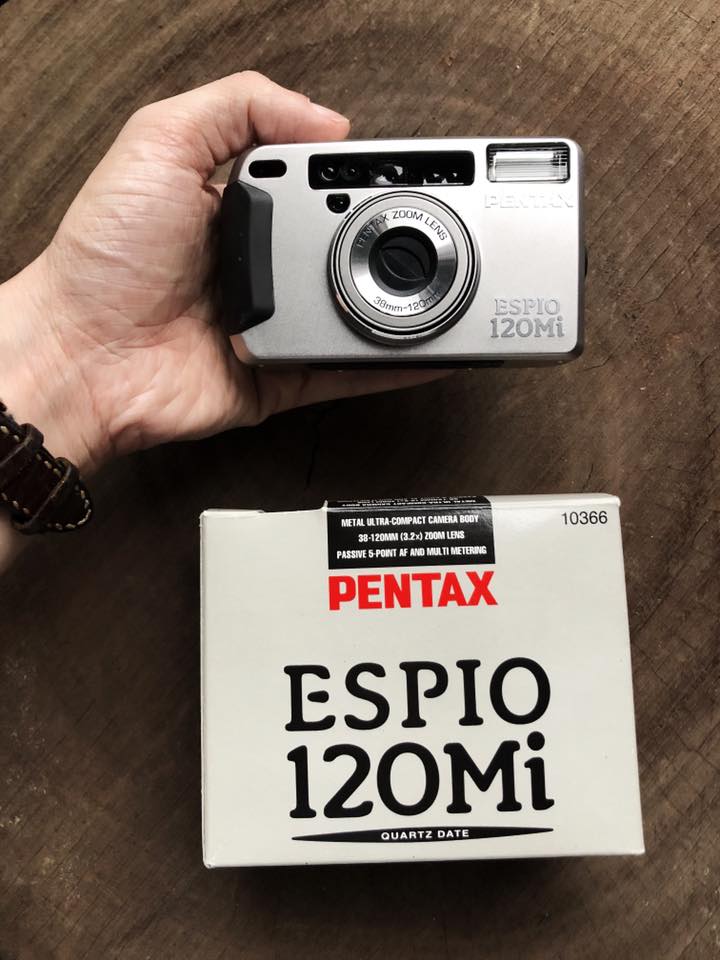 PENTAX
PENTAX ZOOM LENS
38mm-120mm
ESPIO
120Mi
METAL ULTRA-COMPACT CAMERA BODY
38-120MM (3.2x) ZOOM LENS
PASSIVE 5-POINT AF AND MULTI METERING
10366
PENTAX
ESPIO
120Mi
QUARTZ DATE